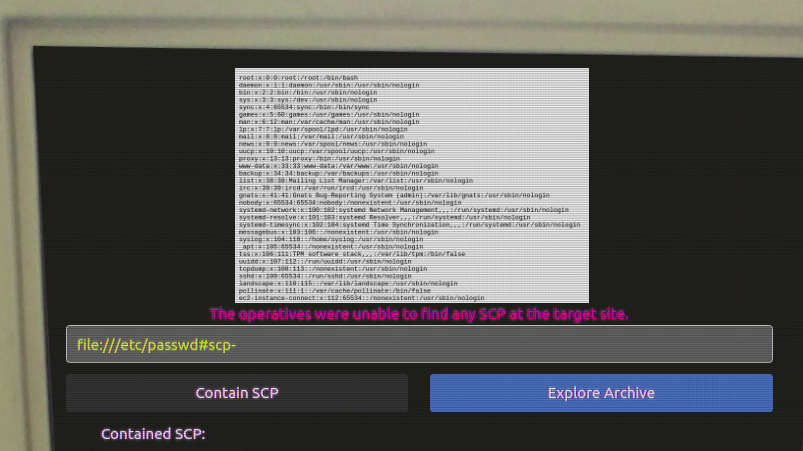 root:x:0:0:root:/root:/bin/bash
daemon:x:1:1:daemon:/usr/sbin:/usr/sbin/nologin
bin:x:2:2:bin:/bin:/usr/sbin/nologin
sys:x:3:3:sys:/dev:/usr/sbin/nologin
sync:x:4:65534:sync:/bin:/bin/sync
games:x:5:60:games:/usr/games:/usr/sbin/nologin
man:x:6:12:man:/var/cache/man:/usr/sbin/nologin
lp:x:7:7:lp:/var/spool/lpd:/usr/sbin/nologin
mail:x:8:8:mail:/var/mail:/usr/sbin/nologin
news:x:9:9:news:/var/spool/news:/usr/sbin/nologin
uucp:x:10:10:uucp:/var/spool/uucp:/usr/sbin/nologin
proxy:x:13:13:proxy:/bin:/usr/sbin/nologin
www-data:x:33:33:www-data:/var/www:/usr/sbin/nologin
backup:x:34:34:backup:/var/backups:/usr/sbin/nologin
list:x:38:38:Mailing List Manager:/var/list:/usr/sbin/nologin
irc:x:39:39:ircd:/var/run/ircd:/usr/sbin/nologin
gnats:x:41:41:Gnats Bug-Reporting System (admin):/var/lib/gnats:/usr/sbin/nologin
nobody:x:65534:65534:nobody:/nonexistent:/usr/sbin/nologin
systemd-network:x:100:102:systemd Network Management,,,:/run/systemd:/usr/sbin/nologin
systemd-resolve:x:101:103:systemd Resolver,,,:/run/systemd:/usr/sbin/nologin
systemd-timesync:x:102:104:systemd Time Synchronization,,,:/run/systemd:/usr/sbin/nologin
messagebus:x:103:106::/nonexistent:/usr/sbin/nologin
syslog:x:104:110::/home/syslog:/usr/sbin/nologin
_apt:x:105:65534::/nonexistent:/usr/sbin/nologin
tss:x:106:111:TPM software stack,,,:/var/lib/tpm:/bin/false
uuidd:x:107:112::/run/uuidd:/usr/sbin/nologin
tcpdump:x:108:113::/nonexistent:/usr/sbin/nologin
sshd:x:109:65534::/run/sshd:/usr/sbin/nologin
landscape:x:110:115::/var/lib/landscape:/usr/sbin/nologin
pollinate:x:111:1::/var/cache/pollinate:/bin/false
ec2-instance-connect:x:112:65534::/nonexistent:/usr/sbin/nologin
The operatives were unable to find any SCP at the target site.
file:///etc/passwd#scp-
Contain SCP
Explore Archive
Contained SCP: